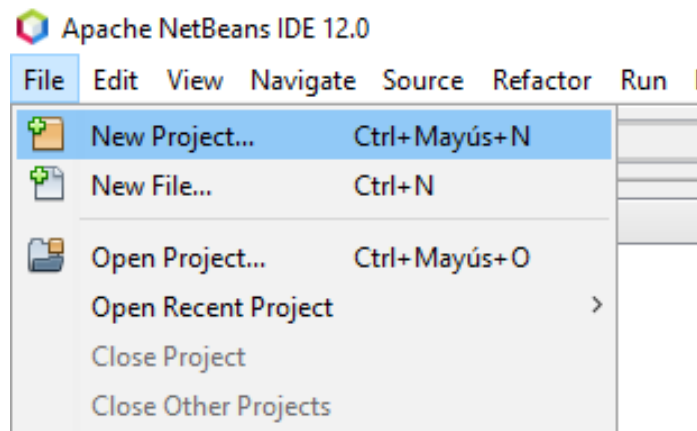 Apache NetBeans IDE 12.0
File Edit View Navigate Source Refactor Run
New Project... Ctrl+Mayús+N
New File... Ctrl+N
Open Project... Ctrl+Mayús+O
Open Recent Project >
Close Project
Close Other Projects